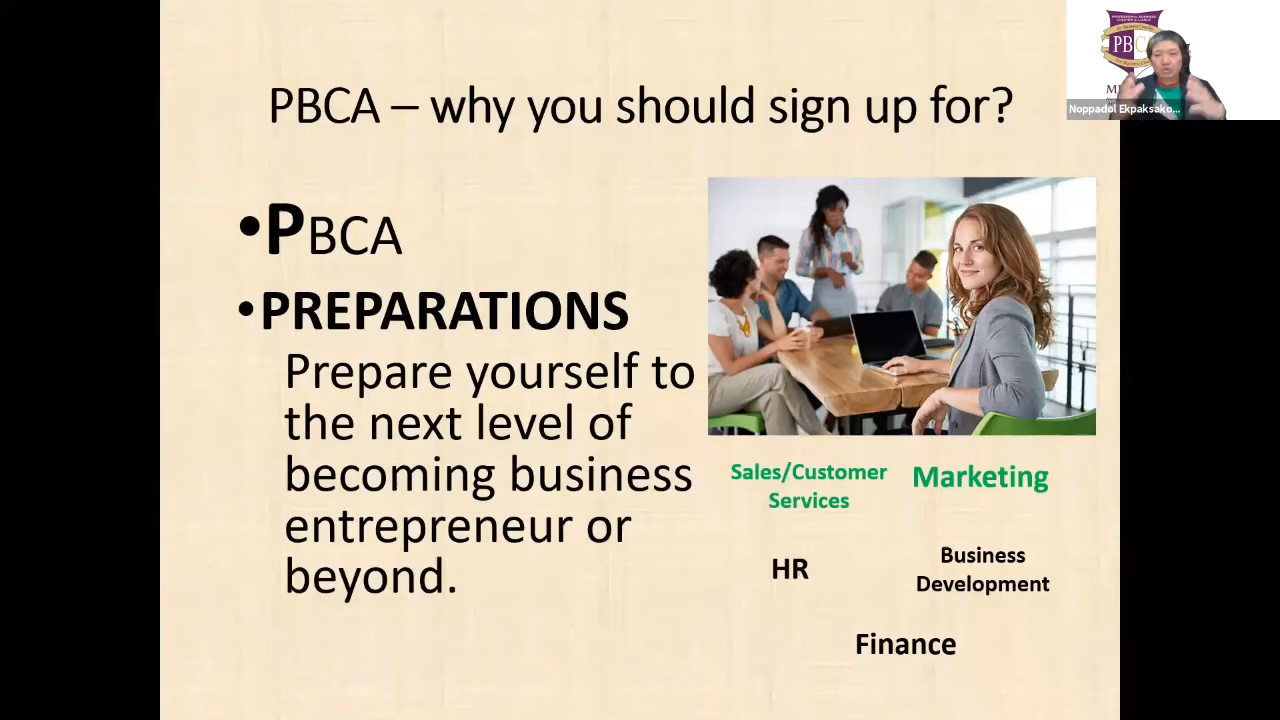 PBCA – why you should sign up for?
•PBCA
•PREPARATIONS
Prepare yourself to
the next level of
becoming business
entrepreneur or
beyond.
Sales/Customer
Services
Marketing
HR
Business
Development
Finance
PBC
Noppadol Ekpaksako...